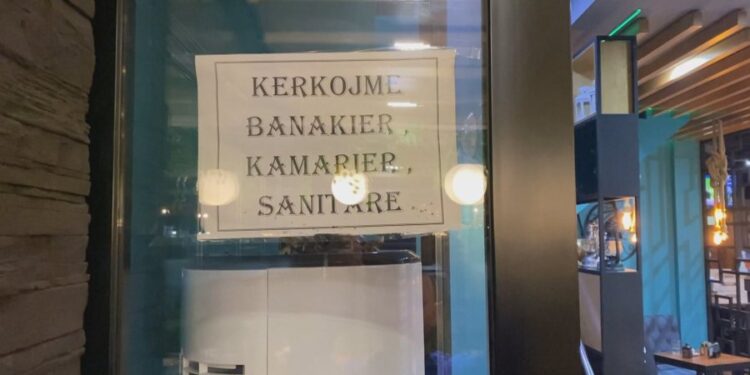 KERKOJME
BANAKIER,
KAMARIER,
SANITARE